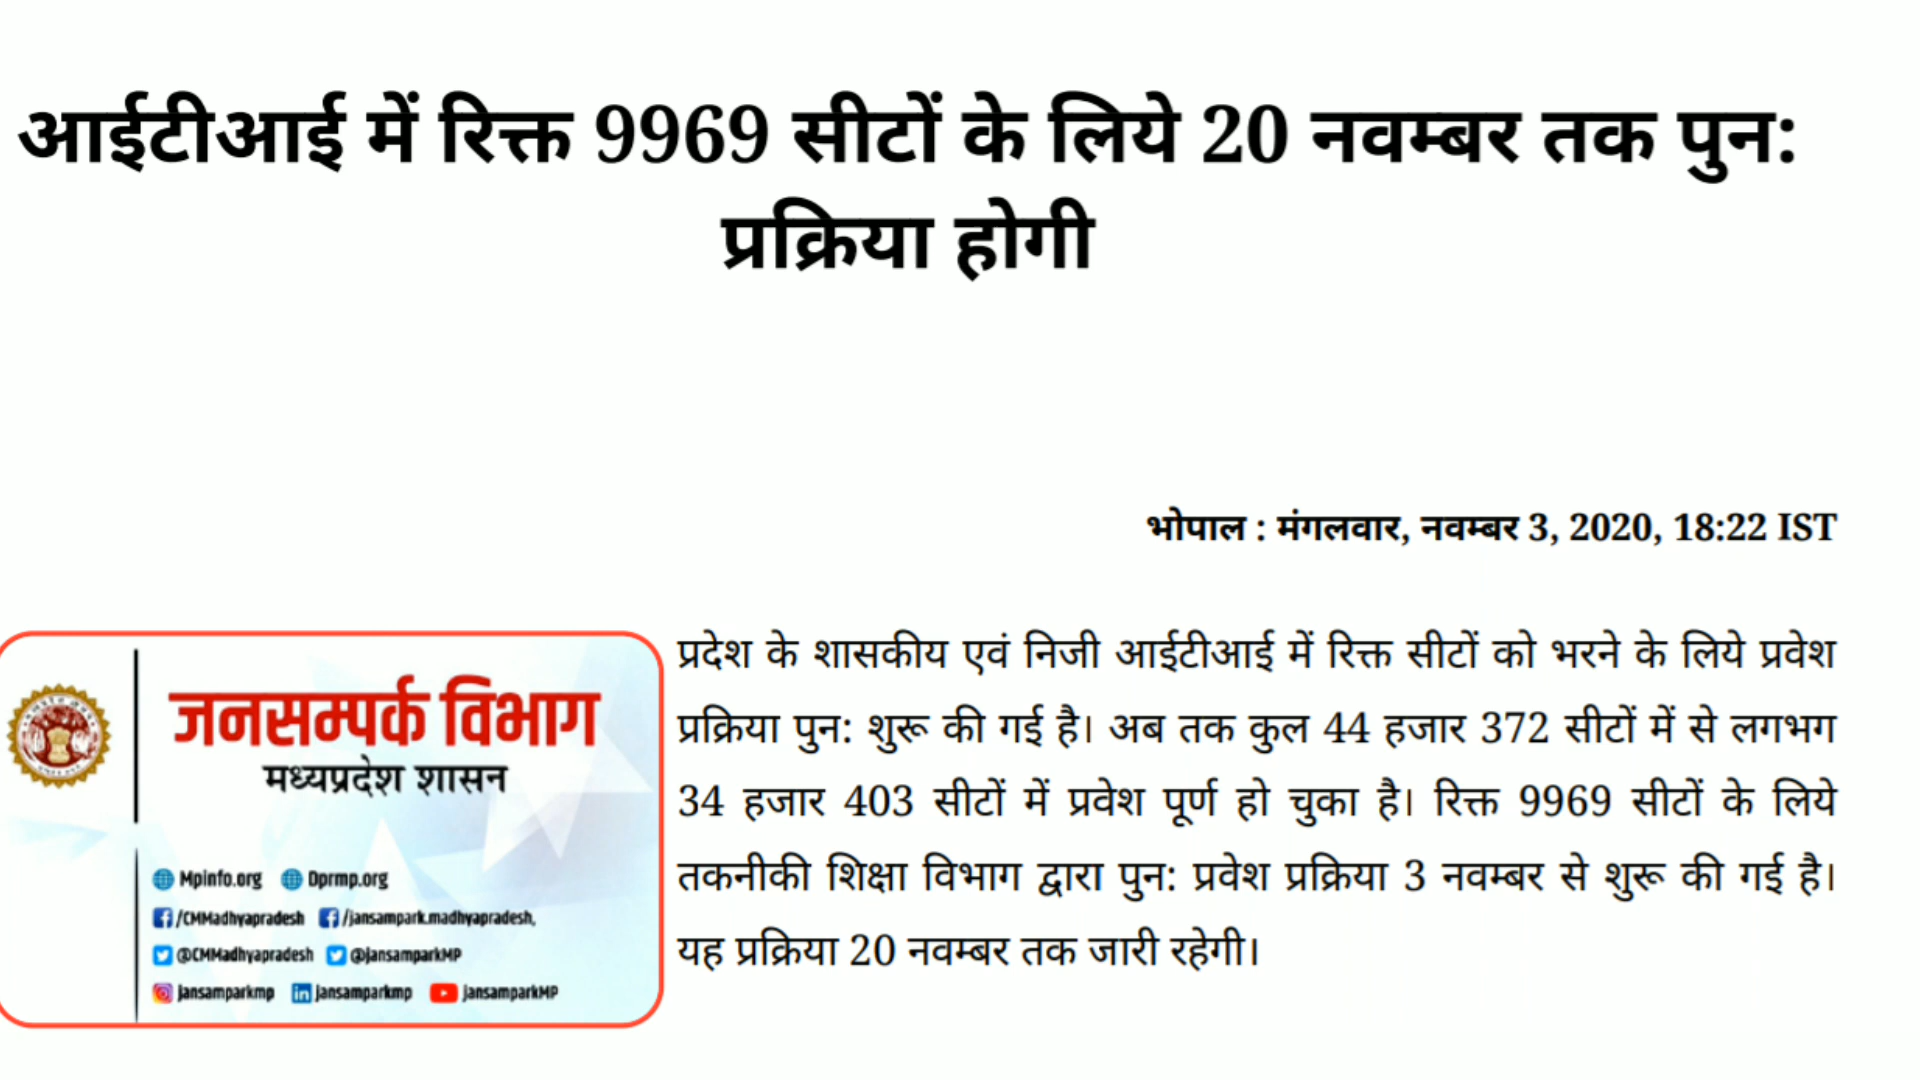 आईटीआई में रिक्त 9969 सीटों के लिये 20 नवम्बर तक पुन:
प्रक्रिया होगी
भोपाल : मंगलवार, नवम्बर 3, 2020, 18:22 IST
जनसम्पर्क विभाग
मध्यप्रदेश शासन
Mpinfo.org Dprmp.org
/CMMadhyapradesh /jansampark.madhyapradesh,
@CMMadhyapradesh @jansamparkMP
jansamparkmp jansamparkmp jansamparkMP
प्रदेश के शासकीय एवं निजी आईटीआई में रिक्त सीटों को भरने के लिये प्रवेश
प्रक्रिया पुन: शुरू की गई है। अब तक कुल 44 हजार 372 सीटों में से लगभग
34 हजार 403 सीटों में प्रवेश पूर्ण हो चुका है। रिक्त 9969 सीटों के लिये
तकनीकी शिक्षा विभाग द्वारा पुन: प्रवेश प्रक्रिया 3 नवम्बर से शुरू की गई है।
यह प्रक्रिया 20 नवम्बर तक जारी रहेगी।